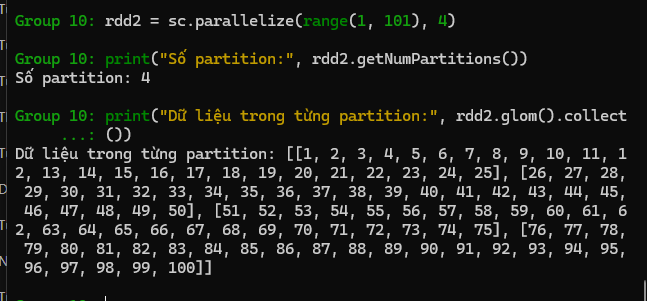 Group 10: rdd2 = sc.parallelize(range(1, 101), 4)
Group 10: print("Số partition:", rdd2.getNumPartitions())
Số partition: 4
Group 10: print("Dữ liệu trong từng partition:", rdd2.glom().collect
...: ())
Dữ liệu trong từng partition: [[1, 2, 3, 4, 5, 6, 7, 8, 9, 10, 11, 1
2, 13, 14, 15, 16, 17, 18, 19, 20, 21, 22, 23, 24, 25], [26, 27, 28,
29, 30, 31, 32, 33, 34, 35, 36, 37, 38, 39, 40, 41, 42, 43, 44, 45,
46, 47, 48, 49, 50], [51, 52, 53, 54, 55, 56, 57, 58, 59, 60, 61, 6
2, 63, 64, 65, 66, 67, 68, 69, 70, 71, 72, 73, 74, 75], [76, 77, 78,
79, 80, 81, 82, 83, 84, 85, 86, 87, 88, 89, 90, 91, 92, 93, 94, 95,
96, 97, 98, 99, 100]]